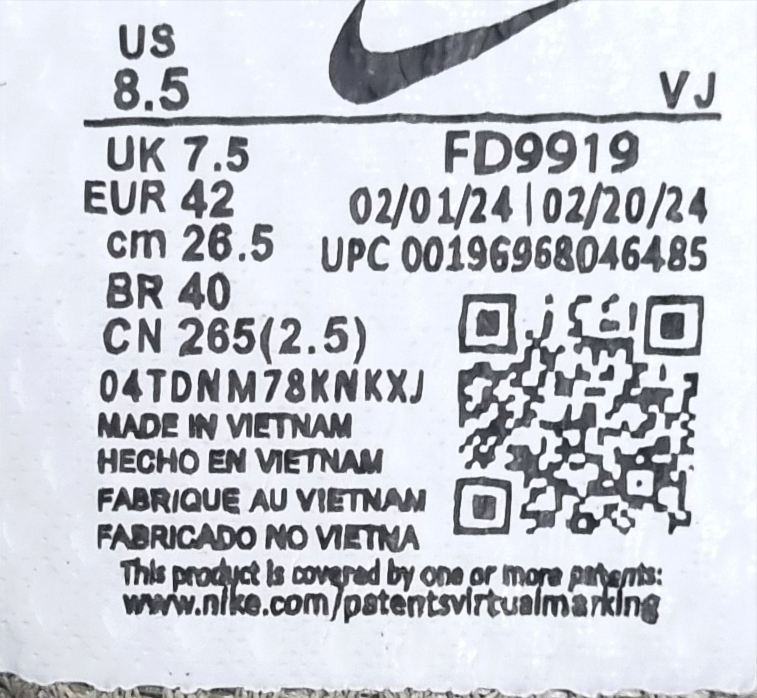 US
8.5
VJ
UK 7.5
FD9919
EUR 42
02/01/24 | 02/20/24
cm 26.5
UPC 00196968046485
BR 40
CN 265(2.5)
04TDNM78KNKXJ
MADE IN VIETNAM
HECHO EN VIETNAM
FABRIQUE AU VIETNAM
FABRICADO NO VIETNA
This product is covered by one or more patents:
www.nike.com/patentsvirtualmarking